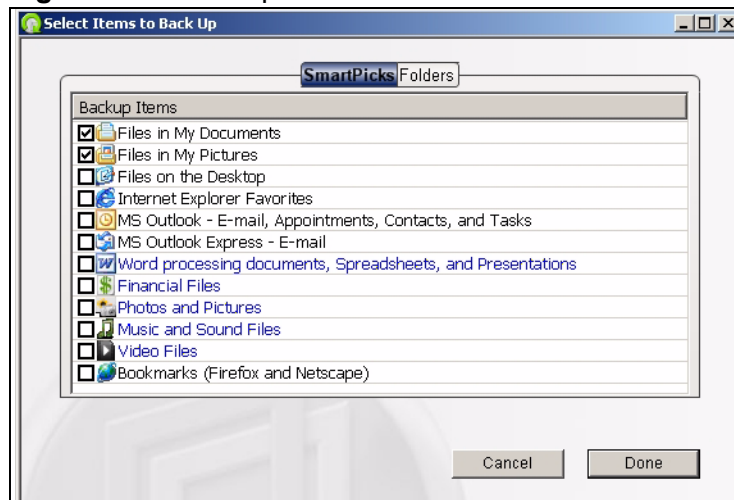 Select Items to Back Up
SmartPicks Folders
Backup Items
Files in My Documents
Files in My Pictures
Files on the Desktop
Internet Explorer Favorites
MS Outlook - E-mail, Appointments, Contacts, and Tasks
MS Outlook Express - E-mail
Word processing documents, Spreadsheets, and Presentations
Financial Files
Photos and Pictures
Music and Sound Files
Video Files
Bookmarks (Firefox and Netscape)
Cancel Done